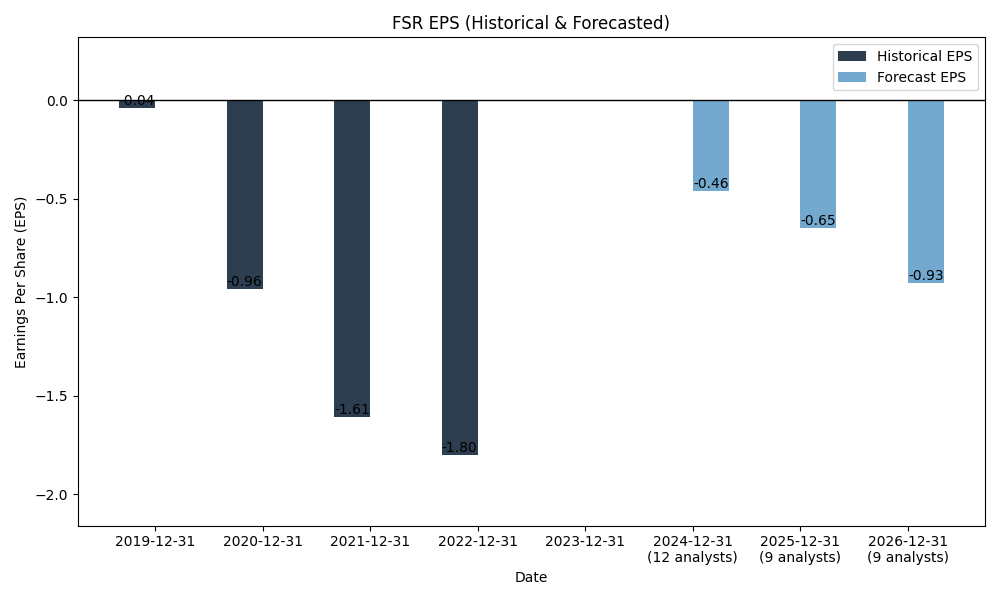 FSR EPS (Historical & Forecasted)
Historical EPS
Forecast EPS
Earnings Per Share (EPS)
0.0
−0.5
−1.0
−1.5
−2.0
-0.04
-0.96
-1.61
-1.80
-0.46
-0.65
-0.93
2019-12-31
2020-12-31
2021-12-31
2022-12-31
2023-12-31
2024-12-31
(12 analysts)
2025-12-31
(9 analysts)
2026-12-31
(9 analysts)
Date